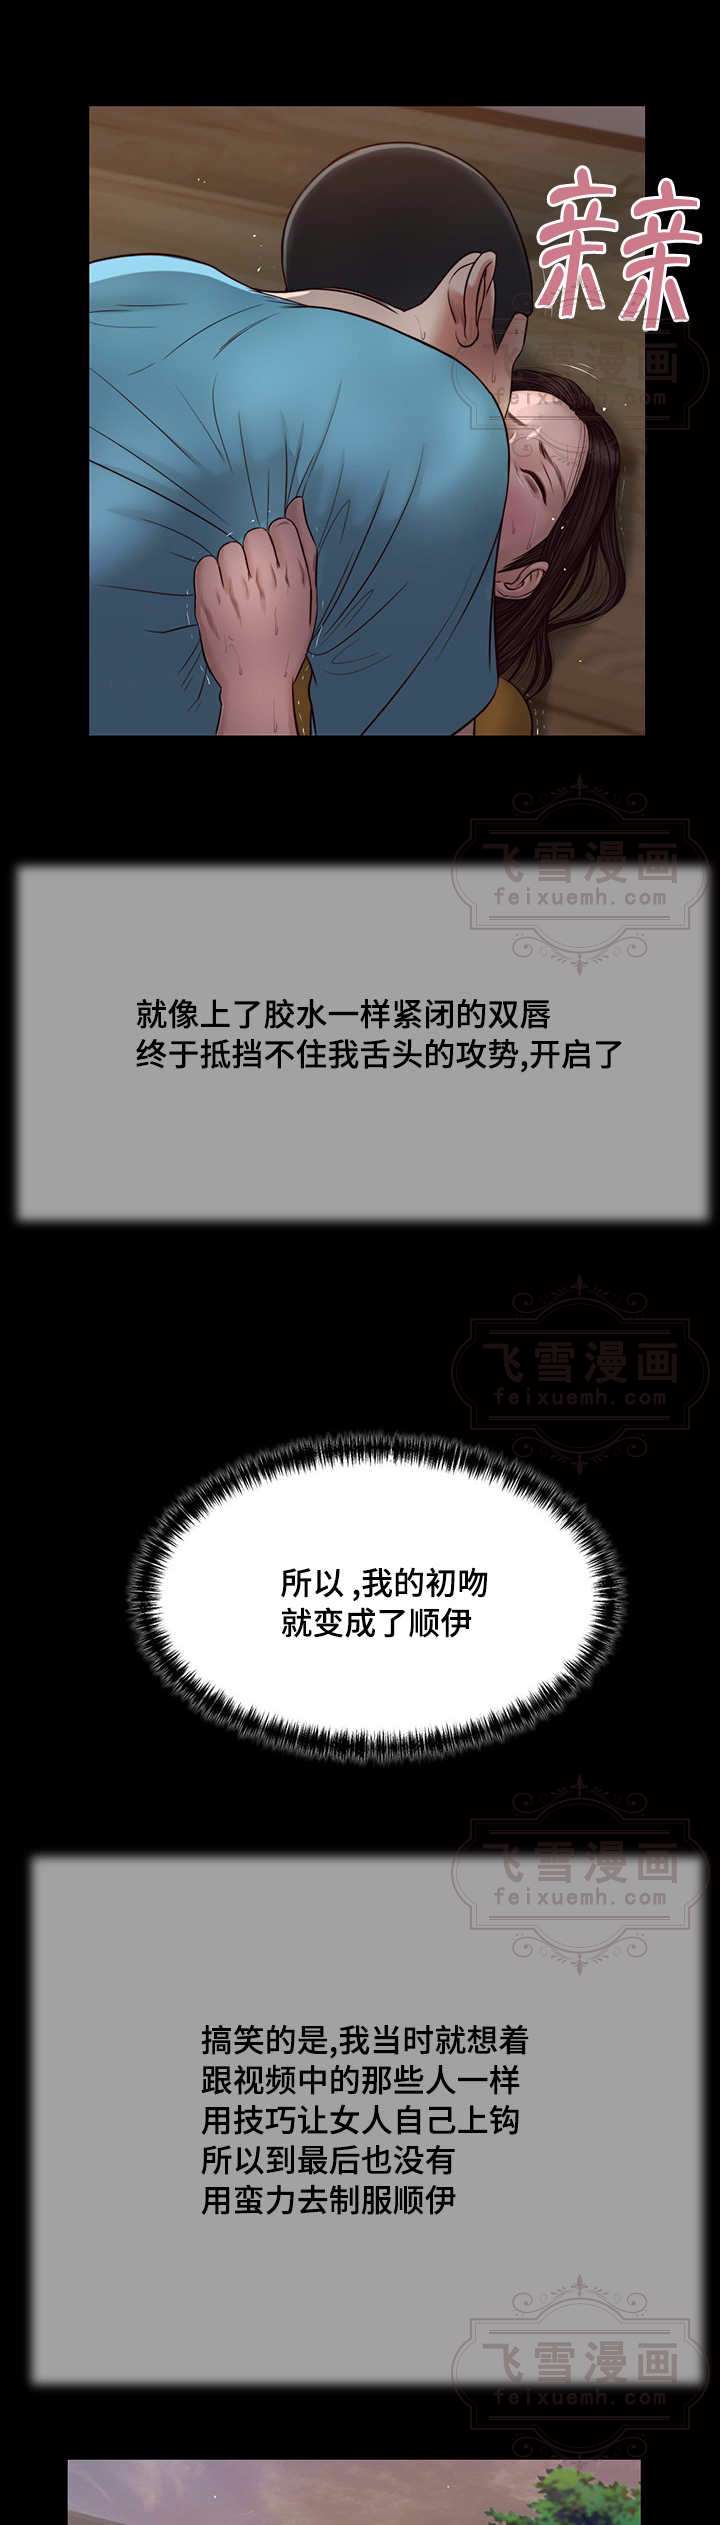 亲亲
飞雪漫画
feixuemh.com
飞雪漫画
feixuemh.com
就像上了胶水一样紧闭的双唇
终于抵挡不住我舌头的攻势,开启了
飞雪漫画
feixuemh.com
所以,我的初吻
就变成了顺伊
飞雪漫画
feixuemh.com
搞笑的是,我当时就想着
跟视频中的那些人一样
用技巧让女人自己上钩
所以到最后也没有
用蛮力去制服顺伊
飞雪漫画
feixuemh.com